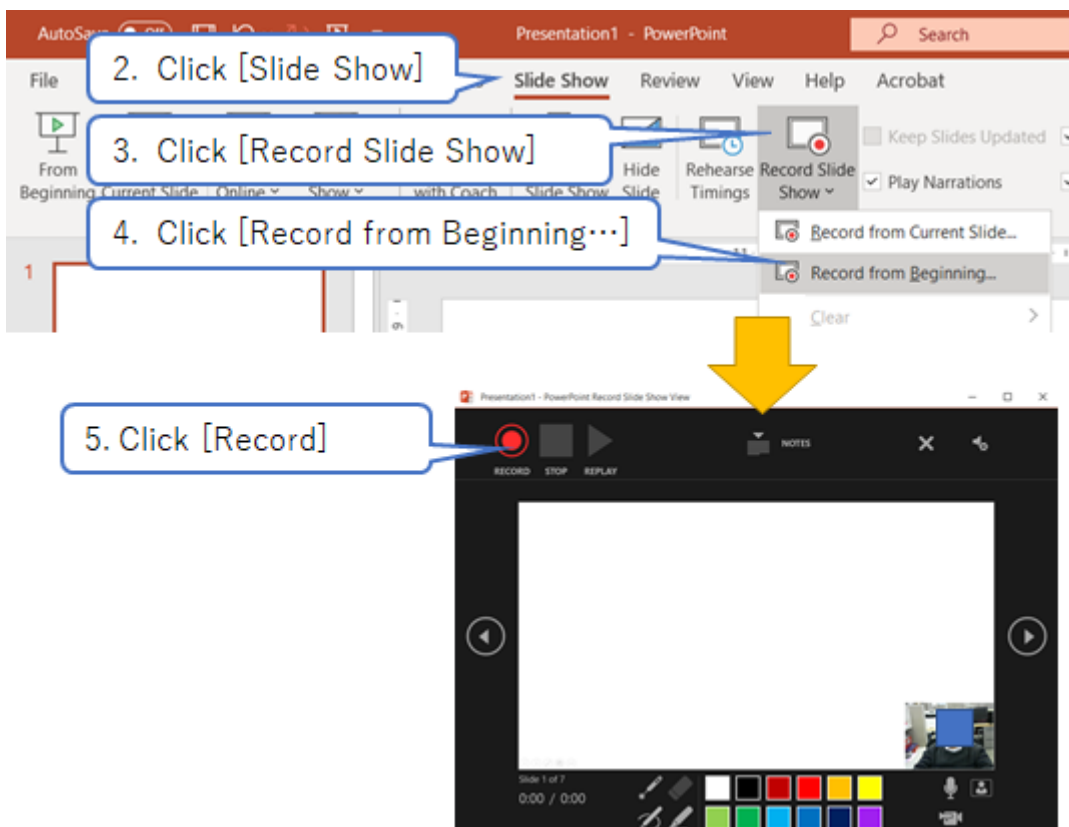 AutoSave Off
Presentation1 - PowerPoint
Search
2. Click [Slide Show]
File
Slide Show Review View Help Acrobat
3. Click [Record Slide Show]
From
Beginning Current Slide Online Show with Coach Slide Show
Hide
Slide
Rehearse
Timings
Record Slide
Show
Keep Slides Updated
Play Narrations
4. Click [Record from Beginning…]
Record from Current Slide...
Record from Beginning...
Clear
1
Presentation1 - PowerPoint Record Slide Show View
5. Click [Record]
RECORD STOP REPLAY
NOTES
Slide 1 of 7
0:00 / 0:00